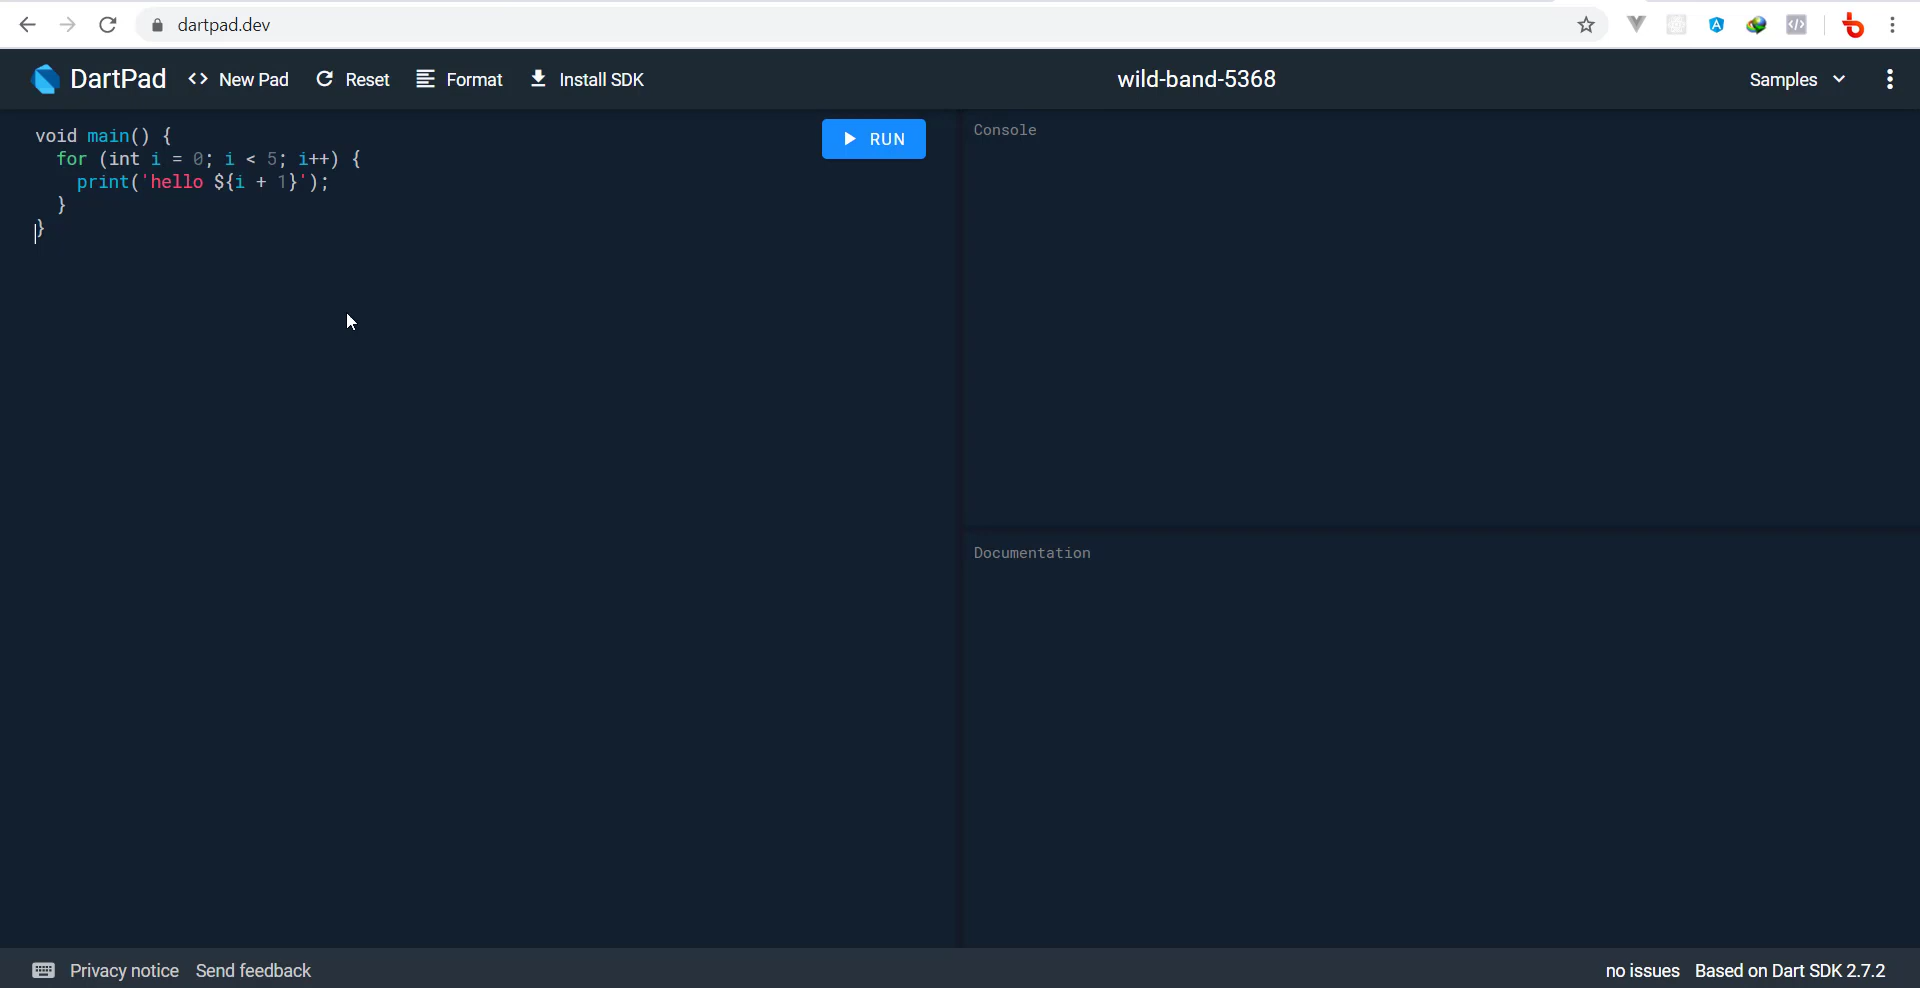 dartpad.dev
DartPad <> New Pad Reset Format Install SDK wild-band-5368 Samples
void main() {
  for (int i = 0; i < 5; i++) {
    print('hello ${i + 1}');
  }
}
RUN
Console
Documentation
Privacy notice Send feedback no issues Based on Dart SDK 2.7.2